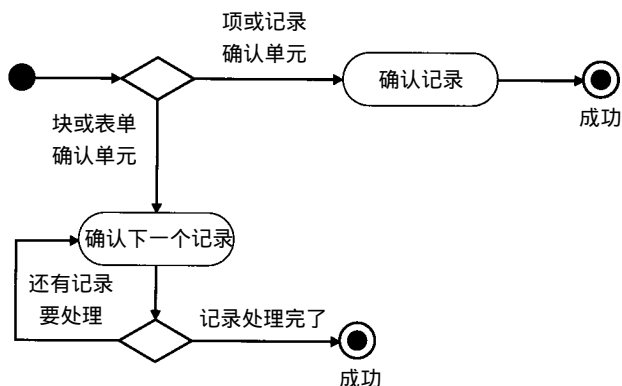 项或记录
确认单元
确认记录
成功
块或表单
确认单元
确认下一个记录
还有记录
要处理
记录处理完了
成功